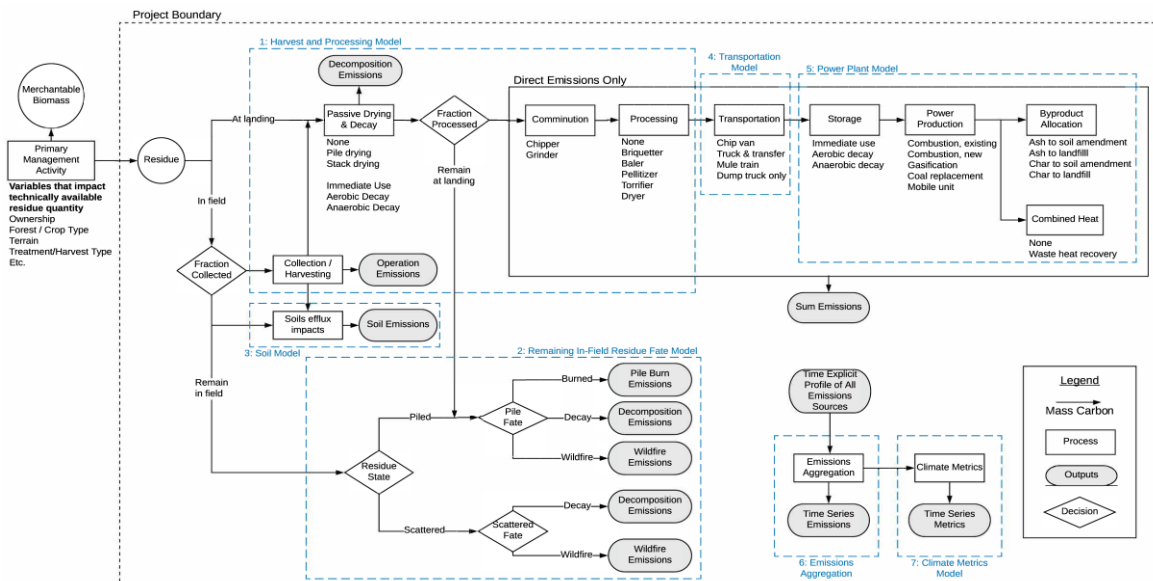 Project Boundary
1: Harvest and Processing Model
Decomposition
Emissions
Direct Emissions Only
4: Transportation
Model
5: Power Plant Model
Merchantable
Biomass
Primary
Management
Activity
Variables that impact
technically available
residue quantity
Ownership
Forest / Crop Type
Terrain
Treatment/Harvest Type
Etc.
Residue
At landing
In field
Passive Drying
& Decay
None
Pile drying
Stack drying
Immediate Use
Aerobic Decay
Anaerobic Decay
Fraction
Processed
Remain
at landing
Comminution
Chipper
Grinder
Processing
None
Briquetter
Baler
Pellitizer
Torrifier
Dryer
Transportation
Chip van
Truck & transfer
Mule train
Dump truck only
Storage
Immediate use
Aerobic decay
Anaerobic decay
Power
Production
Combustion, existing
Combustion, new
Gasification
Coal replacement
Mobile unit
Byproduct
Allocation
Ash to soil amendment
Ash to landfilll
Char to soil amendment
Char to landfill
Combined Heat
None
Waste heat recovery
Fraction
Collected
Collection /
Harvesting
Operation
Emissions
Soils efflux
impacts
Soil Emissions
3: Soil Model
Sum Emissions
2: Remaining In-Field Residue Fate Model
Remain
in field
Residue
State
Piled
Scattered
Pile
Fate
Burned
Decay
Wildfire
Pile Burn
Emissions
Decomposition
Emissions
Wildfire
Emissions
Scattered
Fate
Decay
Wildfire
Decomposition
Emissions
Wildfire
Emissions
Time Explicit
Profile of All
Emissions
Sources
Emissions
Aggregation
Climate Metrics
Time Series
Emissions
Time Series
Metrics
6: Emissions
Aggregation
7: Climate Metrics
Model
Legend
Mass Carbon
Process
Outputs
Decision